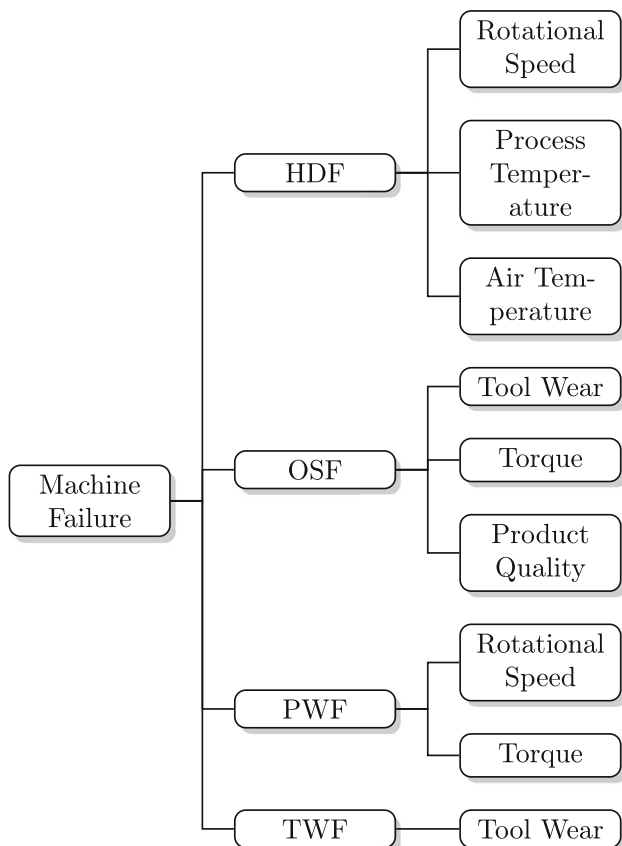 Rotational
Speed
Process
Temper-
ature
HDF
Air Tem-
perature
Tool Wear
OSF
Torque
Machine
Failure
Product
Quality
Rotational
Speed
PWF
Torque
TWF
Tool Wear